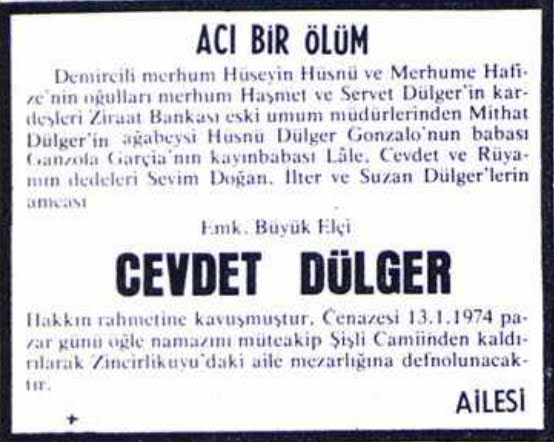 ACI BİR ÖLÜM
Demircili merhum Hüseyin Hüsnü ve Merhume Hafi-
ze'nin oğulları merhum Haşmet ve Servet Dülger'in kar-
deşleri Ziraat Bankası eski umum müdürlerinden Mithat
Dülger'in ağabeysi Husnü Dülger Gonzalo'nun babası
Ganzola Garçia'nın kayınbabası Lâle, Cevdet ve Rüya-
nın dedeleri Sevim Doğan, İlter ve Suzan Dülger'lerin
amcası
Emk. Büyük Elçi
CEVDET DÜLGER
Hakkın rahmetine kavuşmuştur. Cenazesi 13.1.1974 pa-
zar günü öğle namazını müteakip Şişli Camiinden kaldı-
rılarak Zincirlikuyu'daki aile mezarlığına defnolunacak-
tır.
AİLESİ